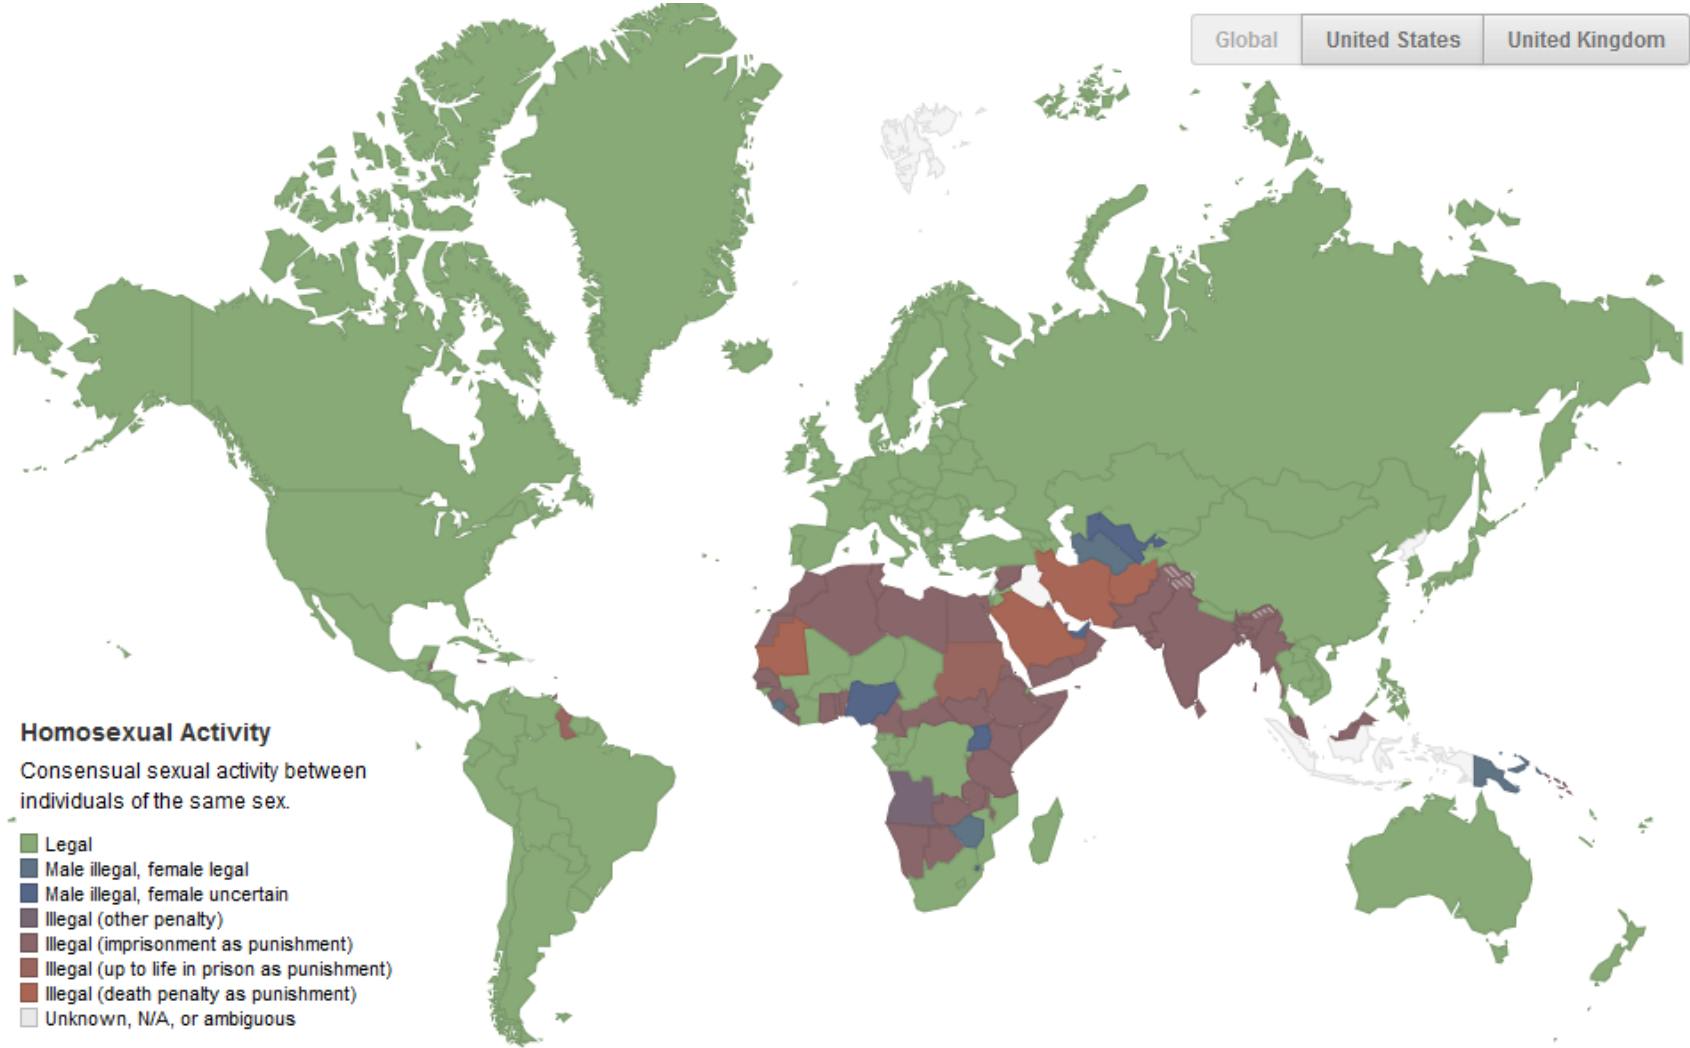 Global
United States
United Kingdom
Homosexual Activity
Consensual sexual activity between
individuals of the same sex.
Legal
Male illegal, female legal
Male illegal, female uncertain
Illegal (other penalty)
Illegal (imprisonment as punishment)
Illegal (up to life in prison as punishment)
Illegal (death penalty as punishment)
Unknown, N/A, or ambiguous